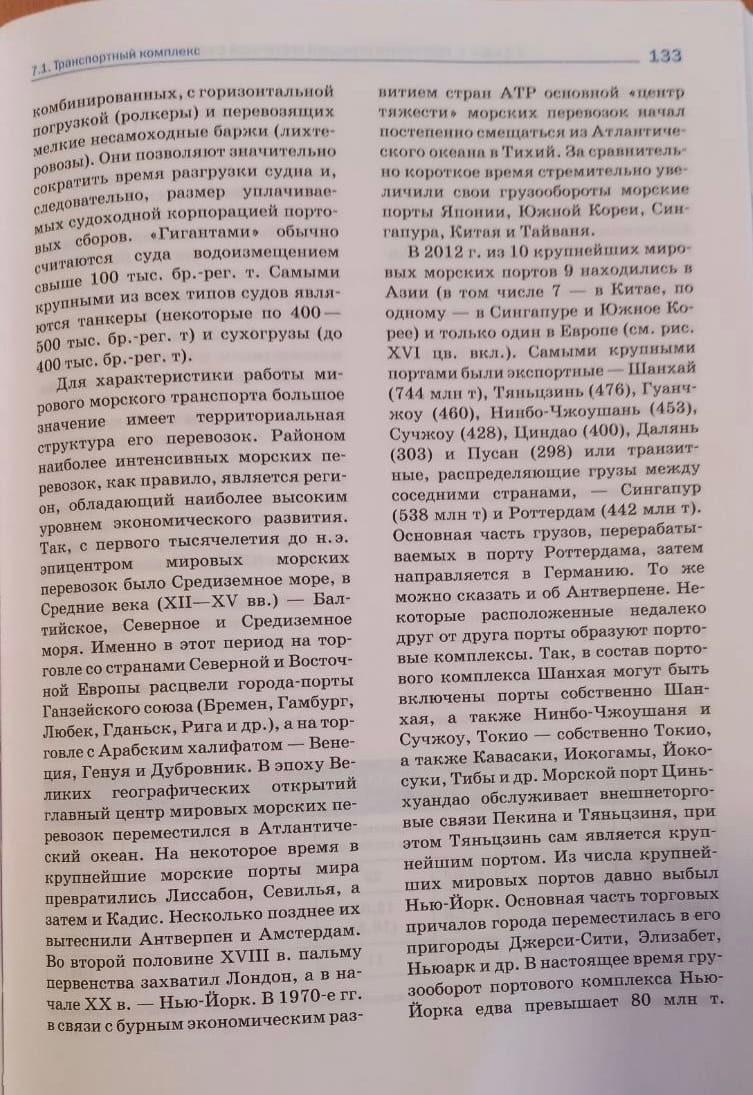 7.1. Транспортный комплекс
133
комбинированных, с горизонтальной
погрузкой (ролкеры) и перевозящих
мелкие несамоходные баржи (лихте-
ровозы). Они позволяют значительно
сократить время разгрузки судна и,
следовательно, размер уплачивае-
мых судоходной корпорацией порто-
вых сборов. «Гигантами» обычно
считаются суда водоизмещением
свыше 100 тыс. бр.-рег. т. Самыми
крупными из всех типов судов явля-
ются танкеры (некоторые по 400—
500 тыс. бр.-рег. т) и сухогрузы (до
400 тыс. бр.-рег. т).
Для характеристики работы ми-
рового морского транспорта большое
значение имеет территориальная
структура его перевозок. Районом
наиболее интенсивных морских пе-
ревозок, как правило, является реги-
он, обладающий наиболее высоким
уровнем экономического развития.
Так, с первого тысячелетия до н.э.
эпицентром мировых морских
перевозок было Средиземное море, в
Средние века (XII—XV вв.) — Бал-
тийское, Северное и Средиземное
моря. Именно в этот период на тор-
говле со странами Северной и Восточ-
ной Европы расцвели города-порты
Ганзейского союза (Бремен, Гамбург,
Любек, Гданьск, Рига и др.), а на тор-
говле с Арабским халифатом — Вене-
ция, Генуя и Дубровник. В эпоху Ве-
ликих географических открытий
главный центр мировых морских пе-
ревозок переместился в Атлантиче-
ский океан. На некоторое время в
крупнейшие морские порты мира
превратились Лиссабон, Севилья, а
затем и Кадис. Несколько позднее их
вытеснили Антверпен и Амстердам.
Во второй половине XVIII в. пальму
первенства захватил Лондон, а в на-
чале XX в. — Нью-Йорк. В 1970-е гг.
в связи с бурным экономическим раз-
витием стран АТР основной «центр
тяжести» морских перевозок начал
постепенно смещаться из Атлантиче-
ского океана в Тихий. За сравнитель-
но короткое время стремительно уве-
личили свои грузообороты морские
порты Японии, Южной Кореи, Син-
гапура, Китая и Тайваня.
В 2012 г. из 10 крупнейших миро-
вых морских портов 9 находились в
Азии (в том числе 7 — в Китае, по
одному — в Сингапуре и Южное Ко-
рее) и только один в Европе (см. рис.
XVI цв. вкл.). Самыми крупными
портами были экспортные — Шанхай
(744 млн т), Тяньцзинь (476), Гуанч-
жоу (460), Нинбо-Чжоушань (453),
Сучжоу (428), Циндао (400), Далянь
(303) и Пусан (298) или транзит-
ные, распределяющие грузы между
соседними странами, — Сингапур
(538 млн т) и Роттердам (442 млн т).
Основная часть грузов, перерабаты-
ваемых в порту Роттердама, затем
направляется в Германию. То же
можно сказать и об Антверпене. Не-
которые расположенные недалеко
друг от друга порты образуют порто-
вые комплексы. Так, в состав порто-
вого комплекса Шанхая могут быть
включены порты собственно Шан-
хая, а также Нинбо-Чжоушаня и
Сучжоу, Токио — собственно Токио,
а также Кавасаки, Иокогамы, Йоко-
суки, Тибы и др. Морской порт Цинь-
хуандао обслуживает внешнеторго-
вые связи Пекина и Тяньцзиня, при
этом Тяньцзинь сам является круп-
нейшим портом. Из числа крупней-
ших мировых портов давно выбыл
Нью-Йорк. Основная часть торговых
причалов города переместилась в его
пригороды Джерси-Сити, Элизабет,
Ньюарк и др. В настоящее время гру-
зооборот портового комплекса Нью-
Йорка едва превышает 80 млн т.